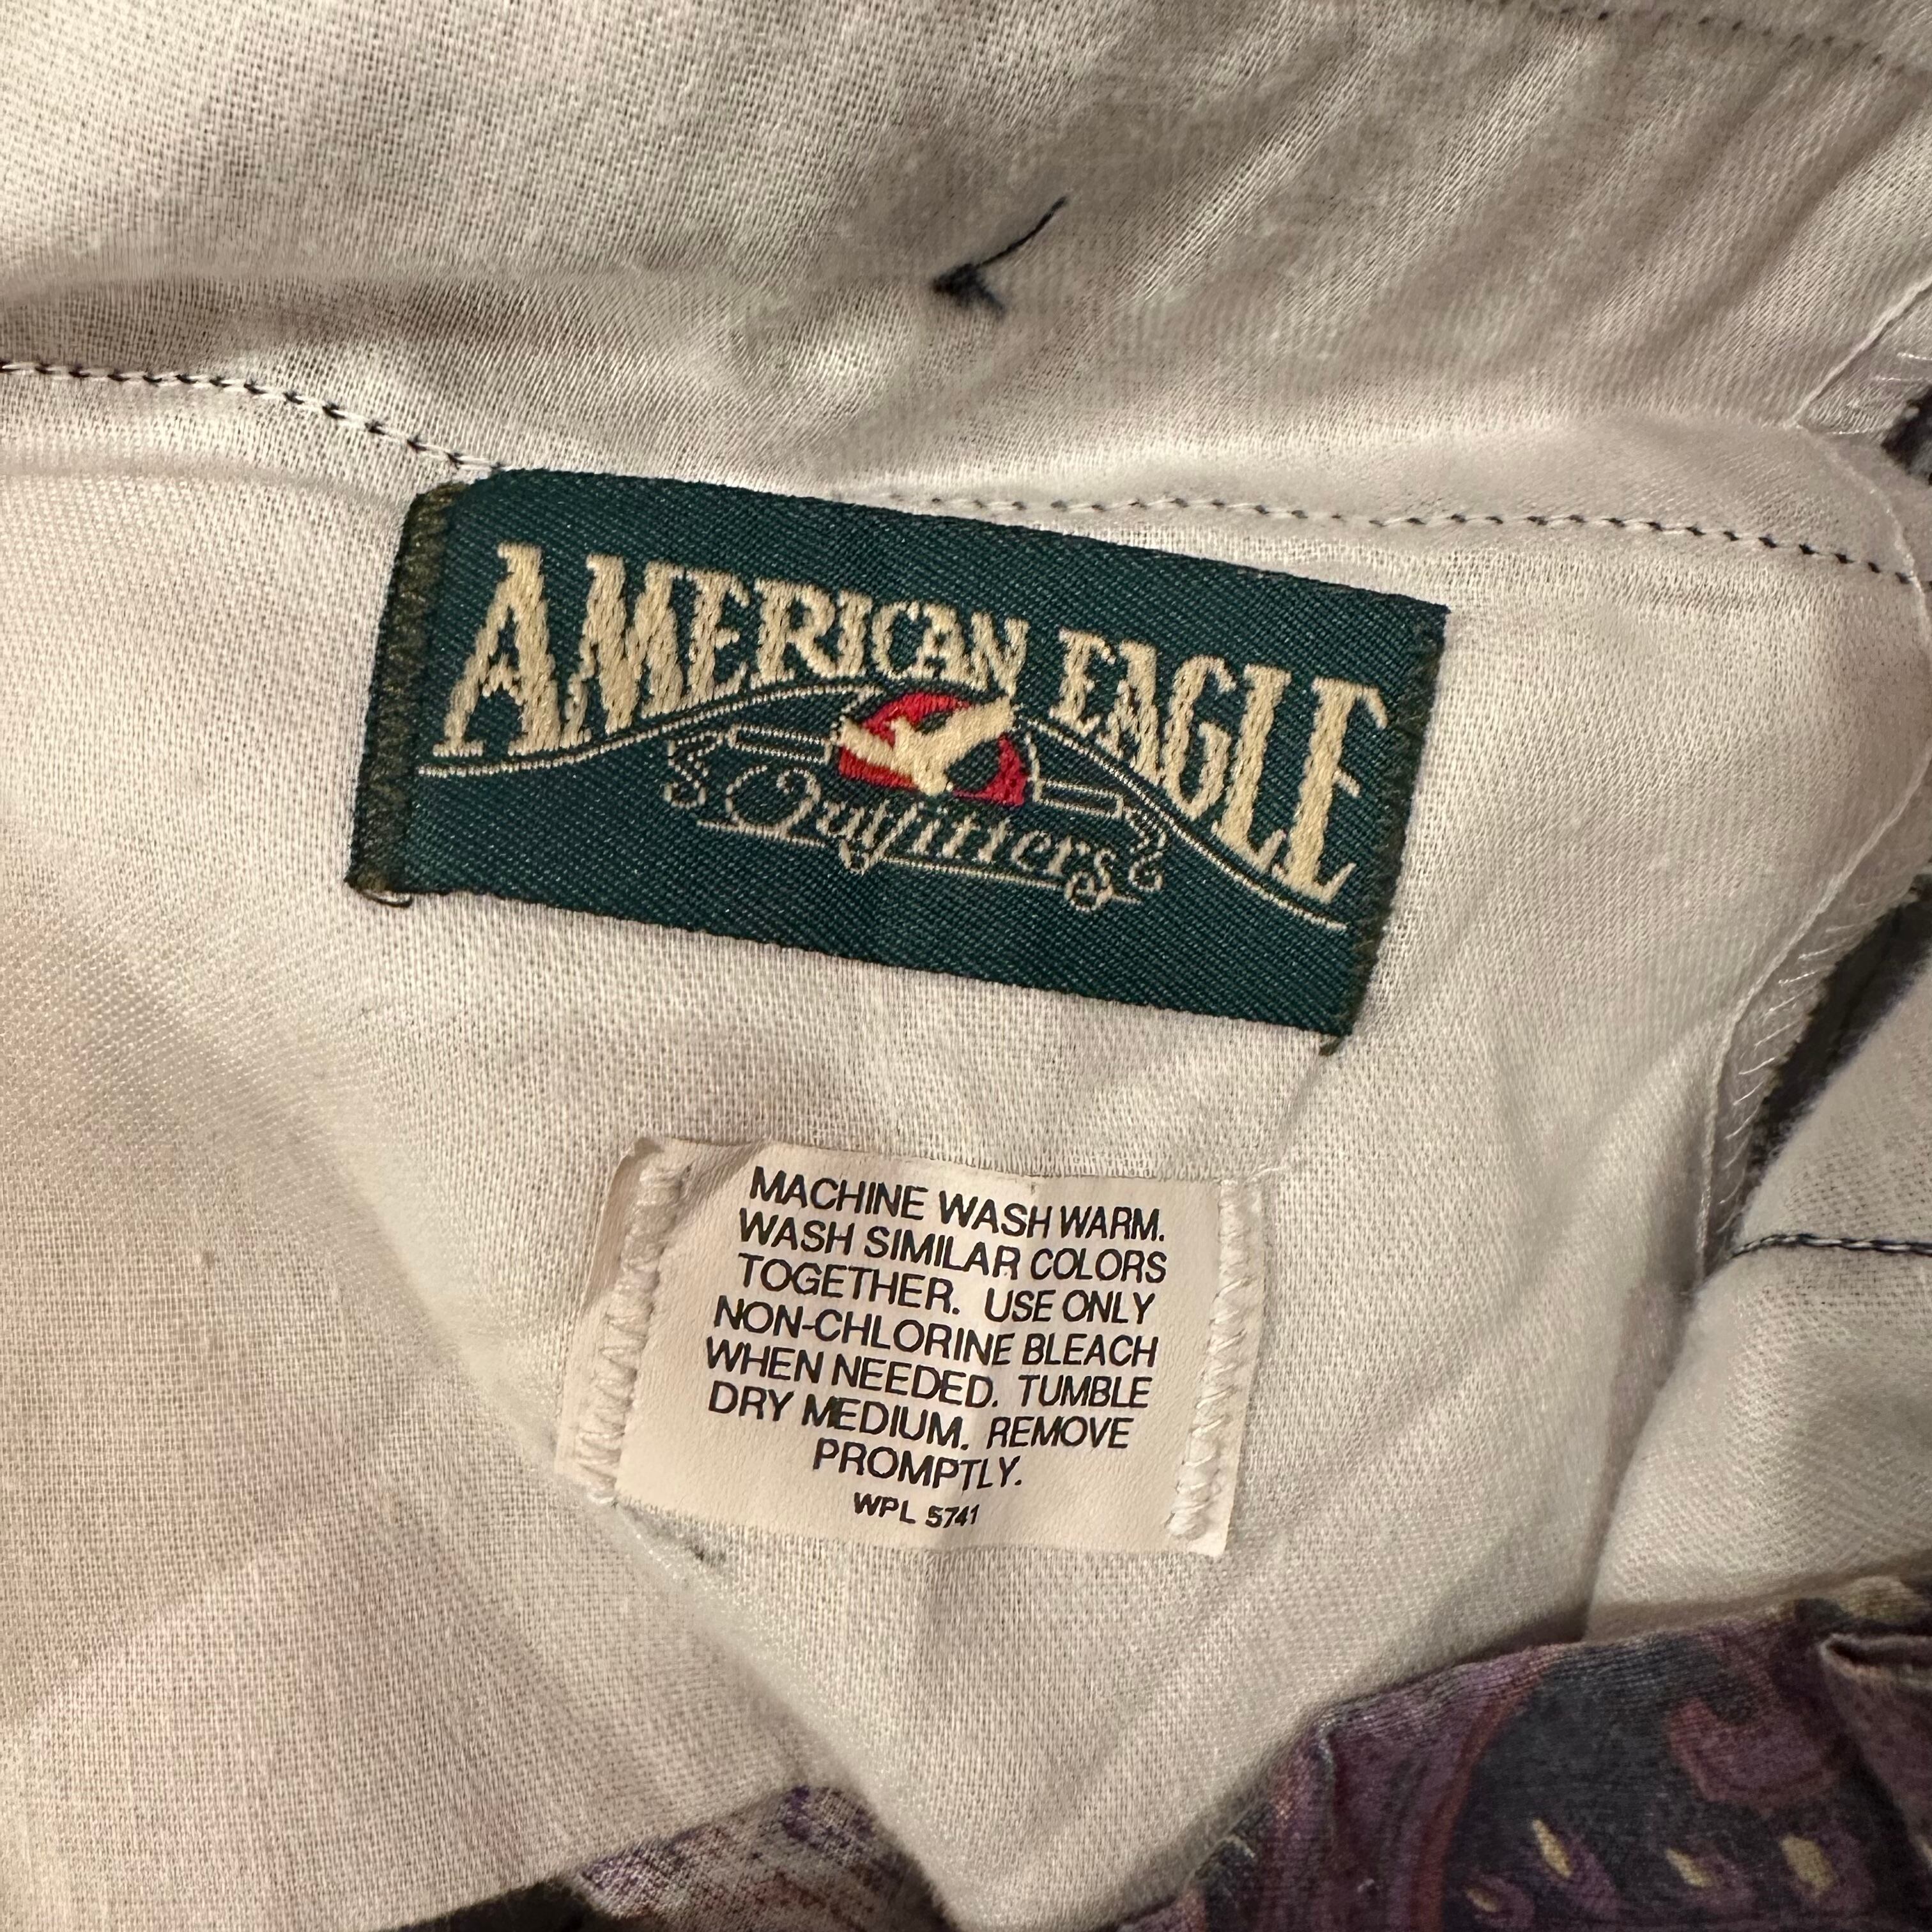 AMERICAN EAGLE
Outfitters
MACHINE WASH WARM.
WASH SIMILAR COLORS
TOGETHER. USE ONLY
NON-CHLORINE BLEACH
WHEN NEEDED. TUMBLE
DRY MEDIUM. REMOVE
PROMPTLY.
WPL 5741